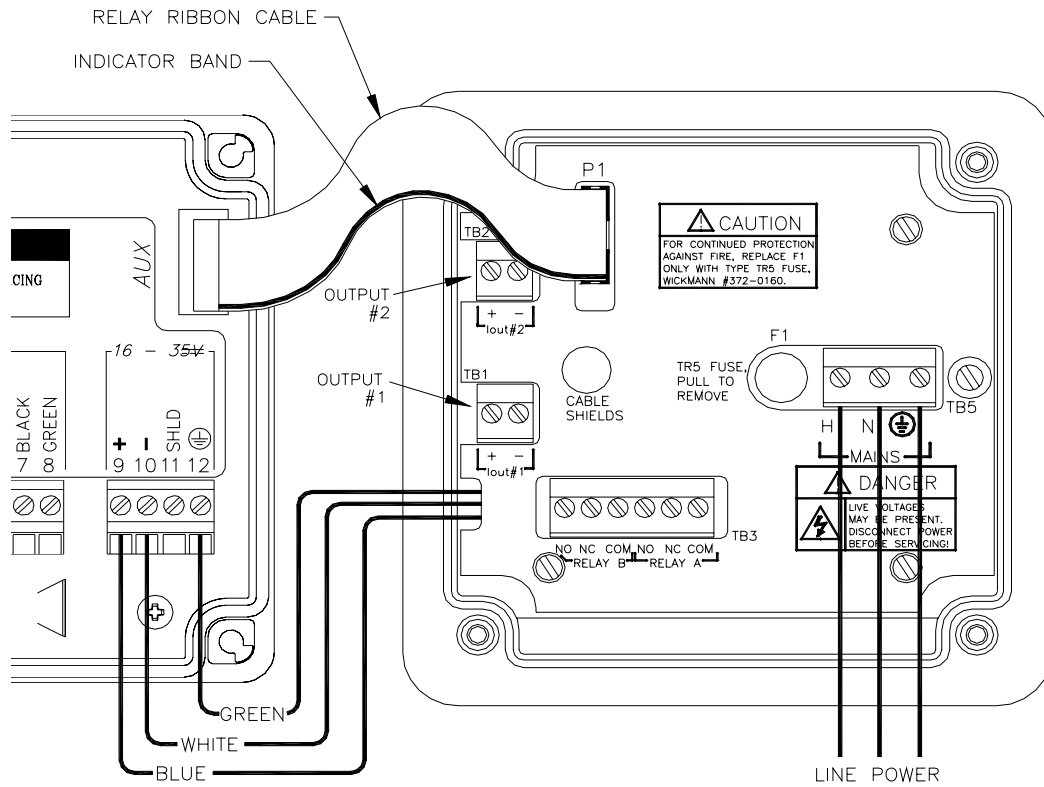 RELAY RIBBON CABLE
INDICATOR BAND
P1
CAUTION
FOR CONTINUED PROTECTION
AGAINST FIRE, REPLACE F1
ONLY WITH TYPE TR5 FUSE,
WICKMANN #372-0160.
TB2
AUX
CING
OUTPUT
#2
+ -
Iout#2
16 - 35V
F1
TR5 FUSE,
PULL TO
REMOVE
TB5
OUTPUT
#1
TB1
CABLE
SHIELDS
+ -
Iout#1
H N
MAINS
BLACK
GREEN
+
-
SHLD
7 8 9 10 11 12
DANGER
LIVE VOLTAGES
MAY BE PRESENT.
DISCONNECT POWER
BEFORE SERVICING!
TB3
NO NC COM NO NC COM
RELAY B RELAY A
GREEN
WHITE
BLUE
LINE POWER